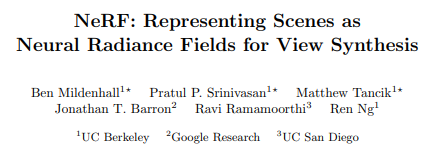 NeRF: Representing Scenes as
Neural Radiance Fields for View Synthesis
Ben Mildenhall¹⋆ Pratul P. Srinivasan¹⋆ Matthew Tancik¹⋆
Jonathan T. Barron² Ravi Ramamoorthi³ Ren Ng¹
¹UC Berkeley ²Google Research ³UC San Diego